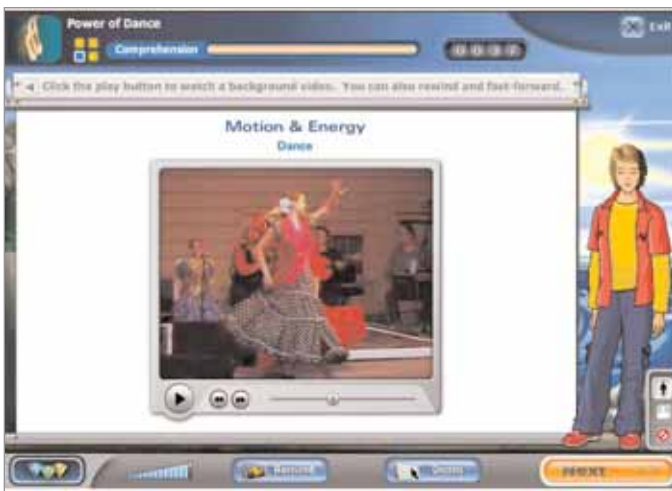 Power of Dance
Exit
Comprehension
0037
Click the play button to watch a background video. You can also rewind and fast-forward.
Motion & Energy
Dance
NEXT